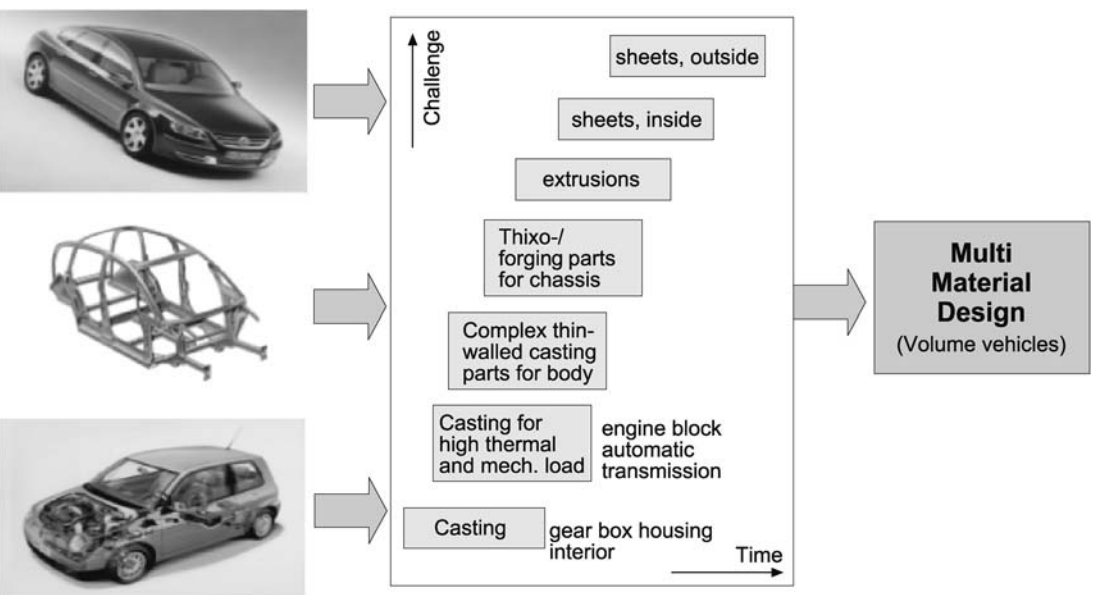 Challenge
sheets, outside
sheets, inside
extrusions
Thixo-/
forging parts
for chassis
Complex thin-
walled casting
parts for body
Casting for
high thermal
and mech. load
engine block
automatic
transmission
Casting
gear box housing
interior
Time
Multi
Material
Design
(Volume vehicles)